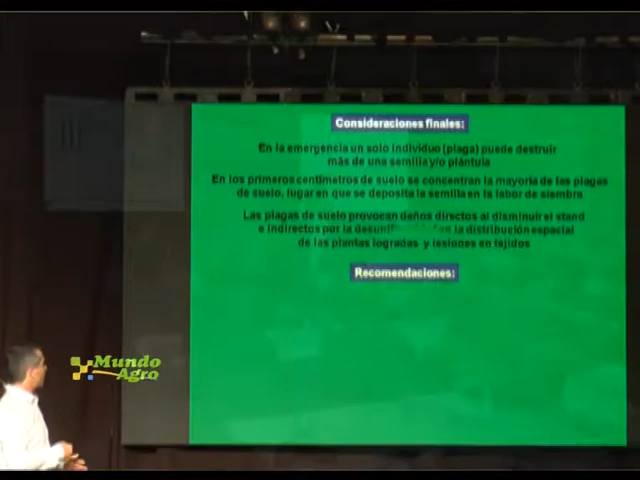 Consideraciones finales:
En la emergencia un solo individuo (plaga) puede destruir
más de una semilla y/o plántula
En los primeros centímetros de suelo se concentran la mayoría de las plagas
de suelo, lugar en que se deposita la semilla en la labor de siembra
Las plagas de suelo provocan daños directos al disminuir el stand
e indirectos por la en la distribución espacial
de las plantas logradas y lesiones en tejidos
Recomendaciones:
Mundo
Agro